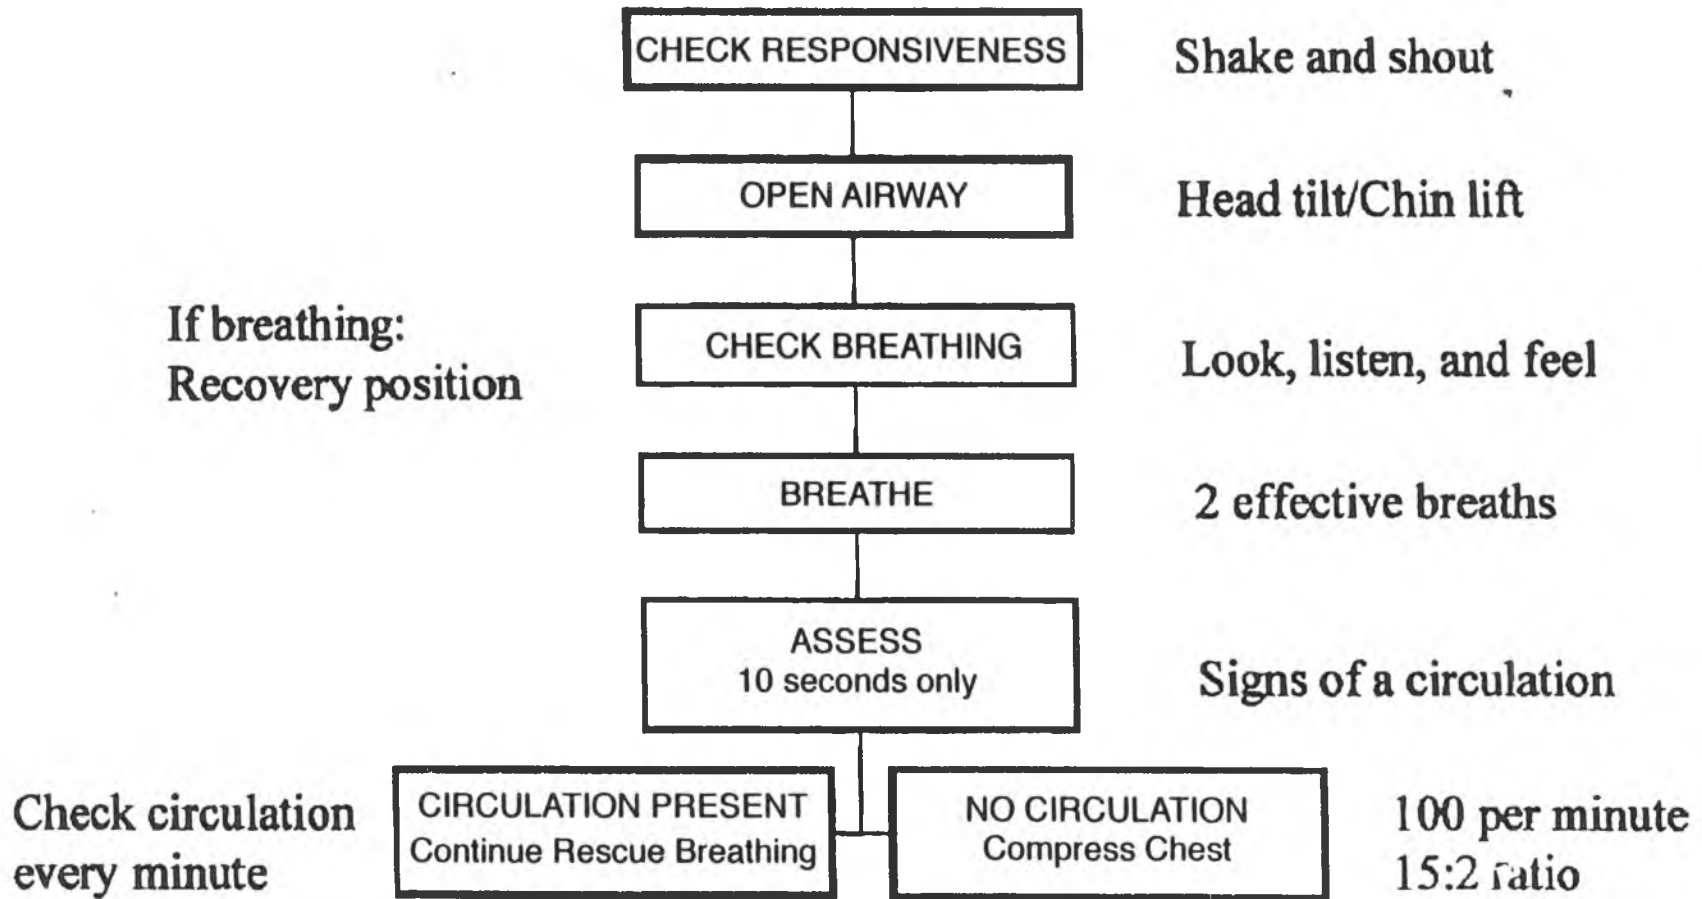 CHECK RESPONSIVENESS
Shake and shout
OPEN AIRWAY
Head tilt/Chin lift
If breathing:
Recovery position
CHECK BREATHING
Look, listen, and feel
BREATHE
2 effective breaths
ASSESS
10 seconds only
Signs of a circulation
Check circulation
every minute
CIRCULATION PRESENT
Continue Rescue Breathing
NO CIRCULATION
Compress Chest
100 per minute
15:2 ratio